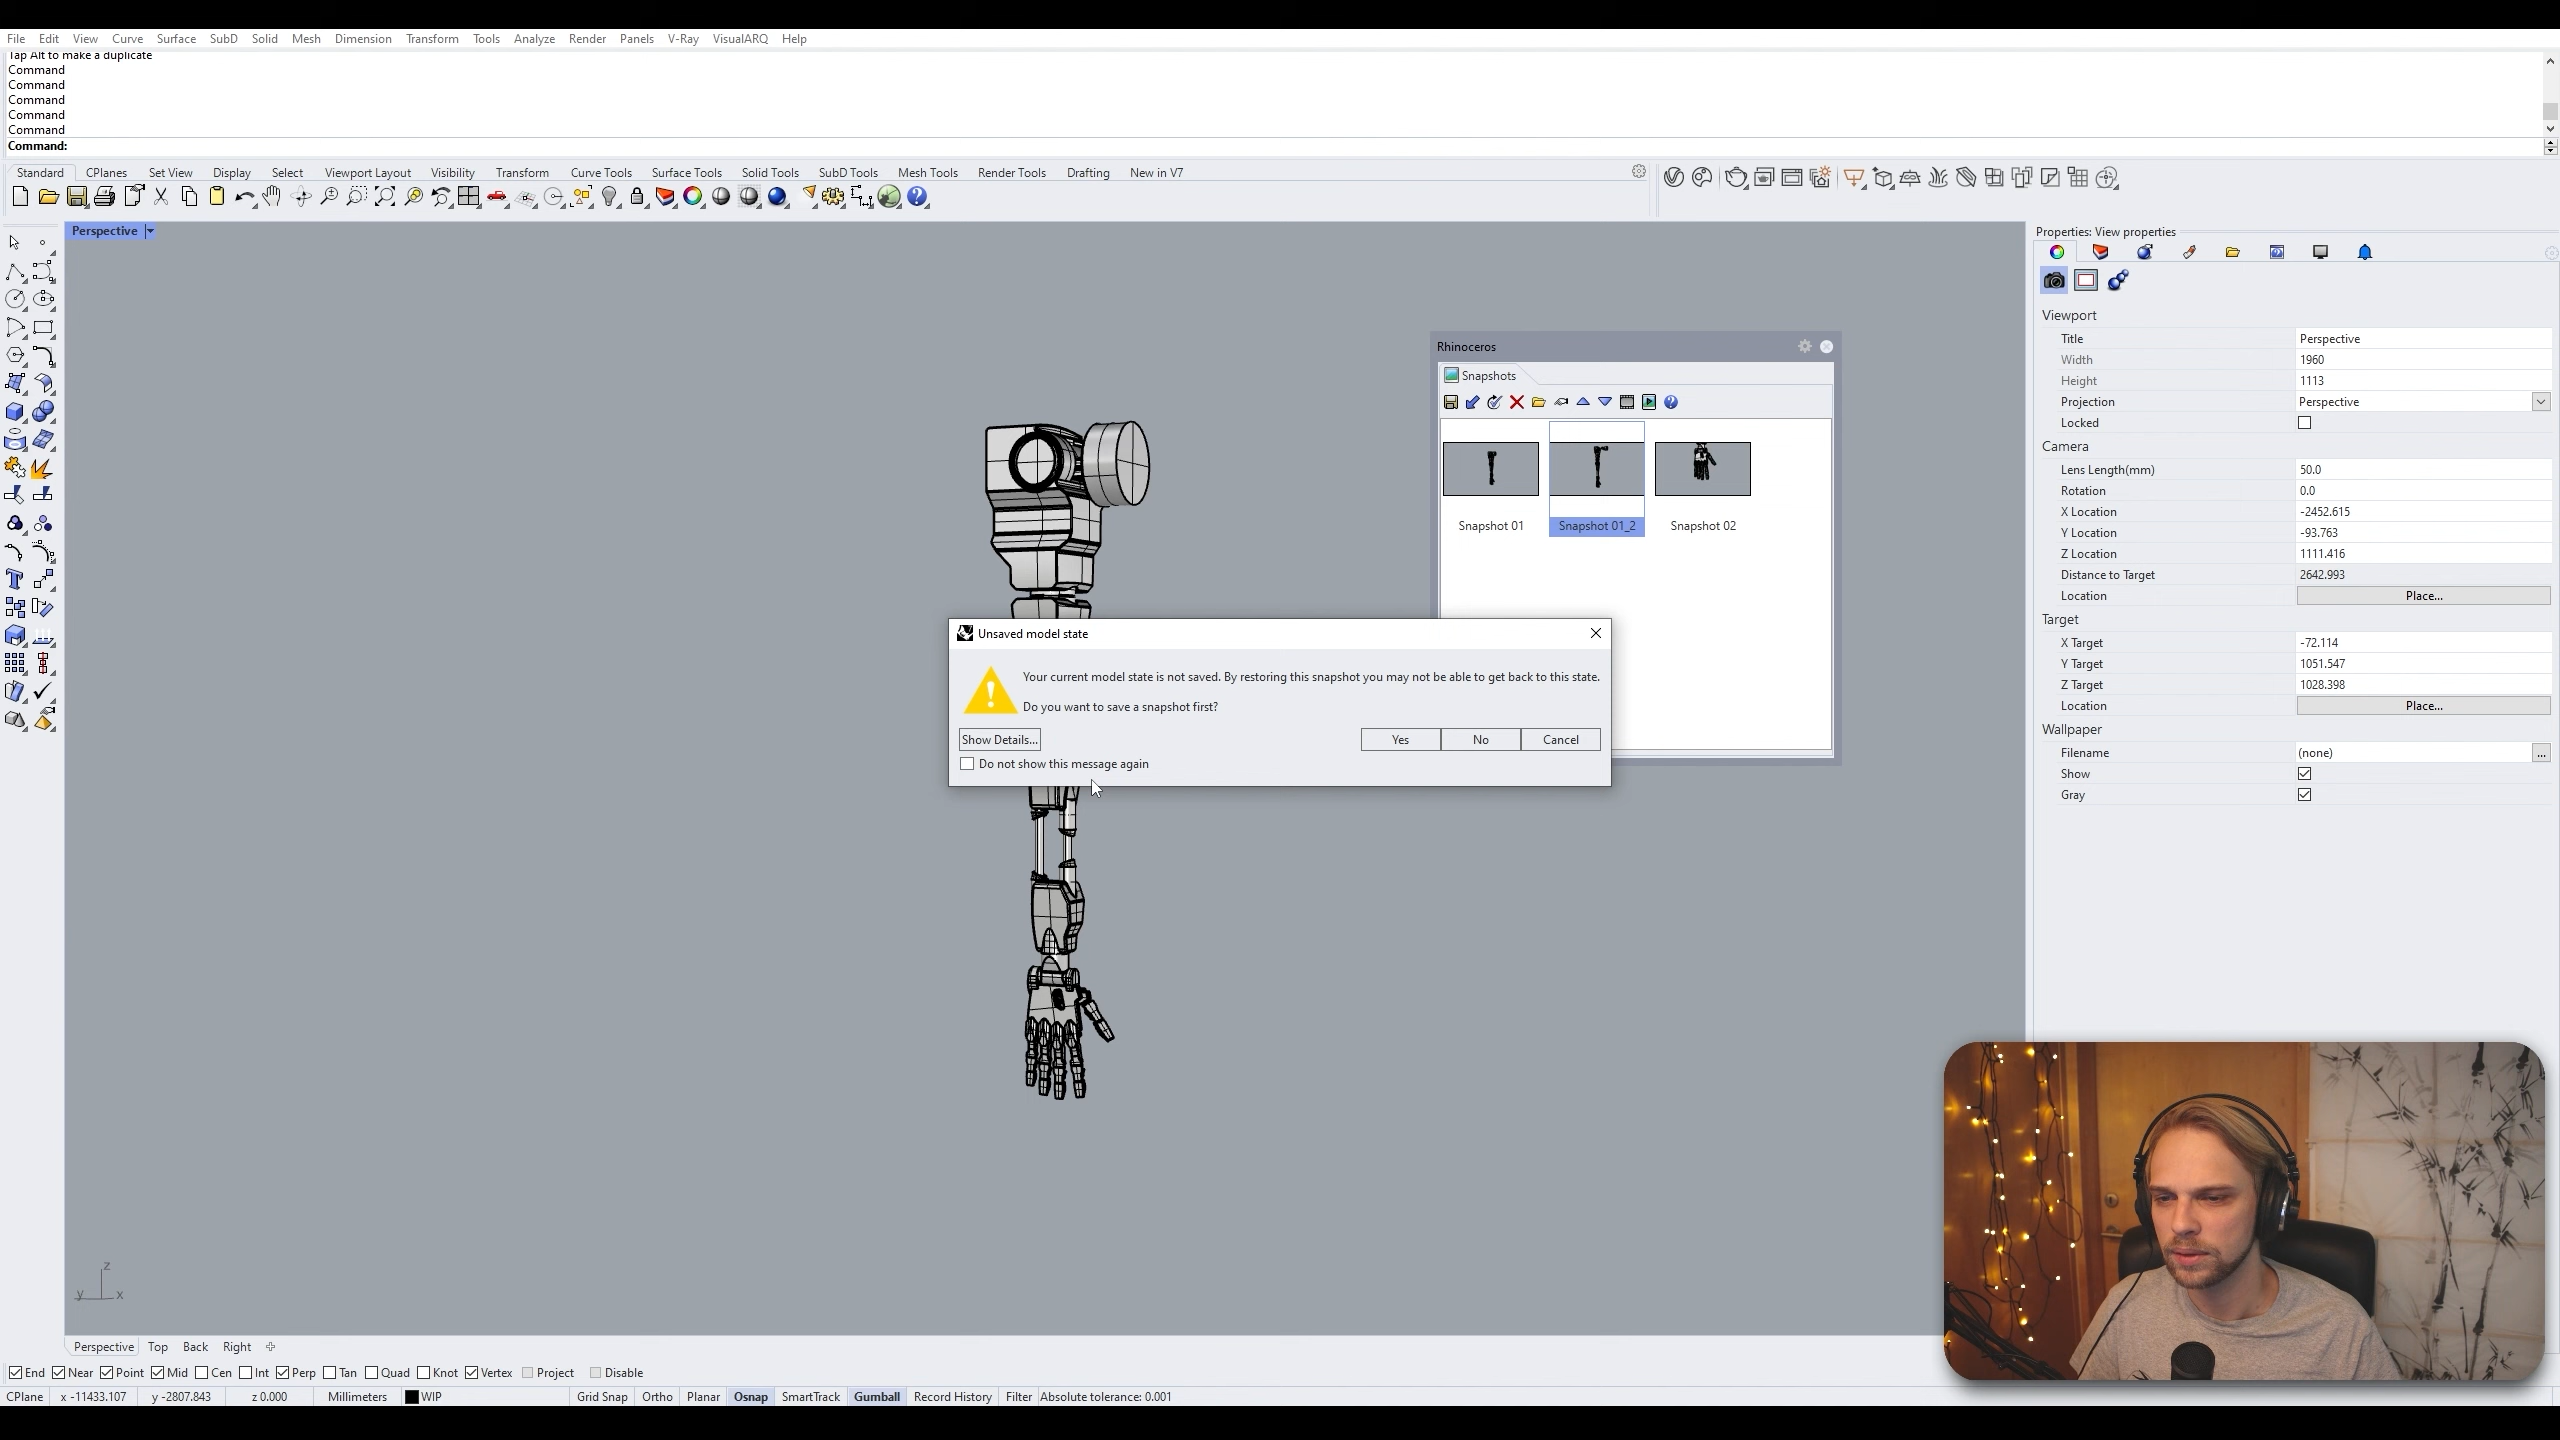 File Edit View Curve Surface SubD Solid Mesh Dimension Transform Tools Analyze Render Panels V-Ray VisualARQ Help
Tap Alt to make a duplicate
Command
Command
Command
Command
Command
Command:
Standard CPlanes Set View Display Select Viewport Layout Visibility Transform Curve Tools Surface Tools Solid Tools SubD Tools Mesh Tools Render Tools Drafting New in V7
Perspective
Rhinoceros
Snapshots
Snapshot 01 Snapshot 01_2 Snapshot 02
Unsaved model state
Your current model state is not saved. By restoring this snapshot you may not be able to get back to this state.
Do you want to save a snapshot first?
Show Details... Yes No Cancel
Do not show this message again
Properties: View properties
Viewport
Title Perspective
Width 1960
Height 1113
Projection Perspective
Locked
Camera
Lens Length(mm) 50.0
Rotation 0.0
X Location -2452.615
Y Location -93.763
Z Location 1111.416
Distance to Target 2642.993
Location Place...
Target
X Target -72.114
Y Target 1051.547
Z Target 1028.398
Location Place...
Wallpaper
Filename (none) ...
Show
Gray
z
y x
Perspective Top Back Right
End Near Point Mid Cen Int Perp Tan Quad Knot Vertex Project Disable
CPlane x -11433.107 y -2807.843 z 0.000 Millimeters WIP Grid Snap Ortho Planar Osnap SmartTrack Gumball Record History Filter Absolute tolerance: 0.001